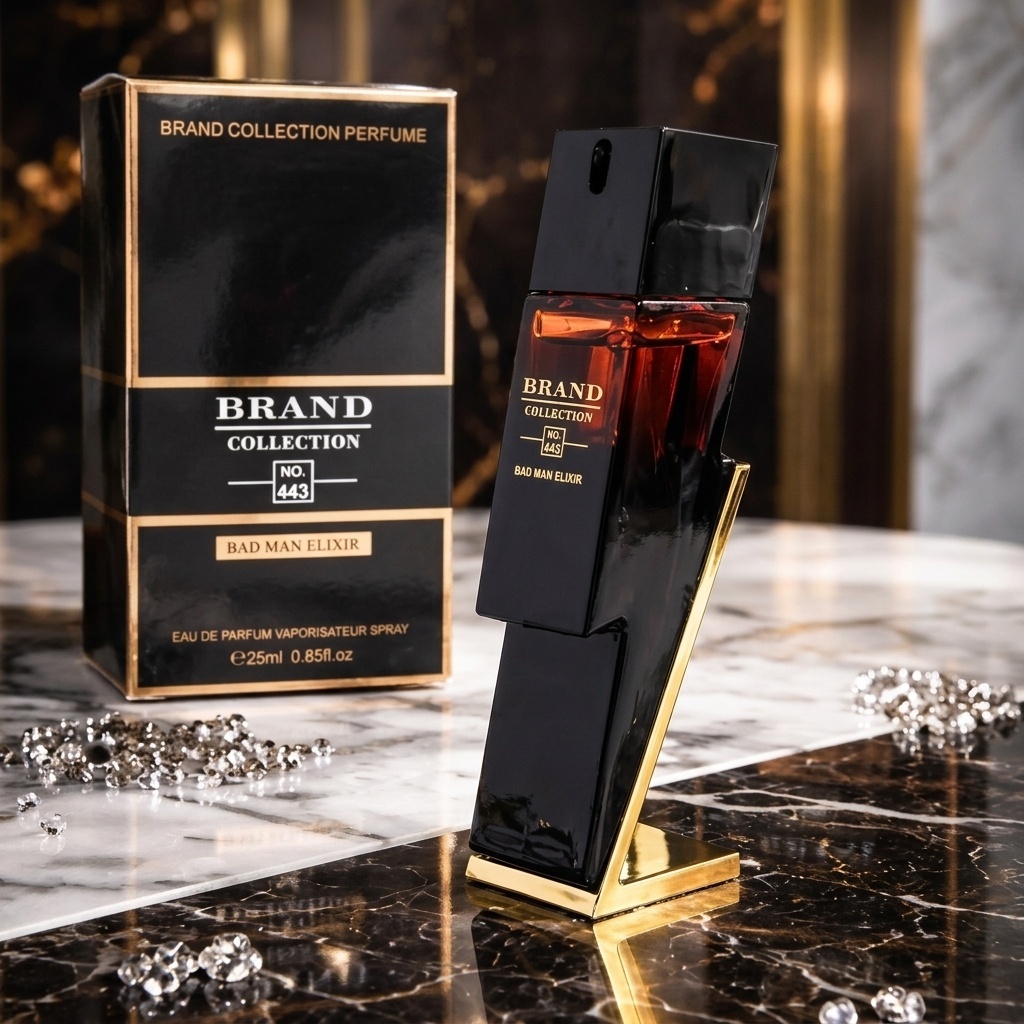 BRAND COLLECTION PERFUME
BRAND
COLLECTION
NO.
443
BAD MAN ELIXIR
EAU DE PARFUM VAPORISATEUR SPRAY
℮25ml 0.85fl.oz
BRAND
COLLECTION
NO.
44S
BAD MAN ELIXIR